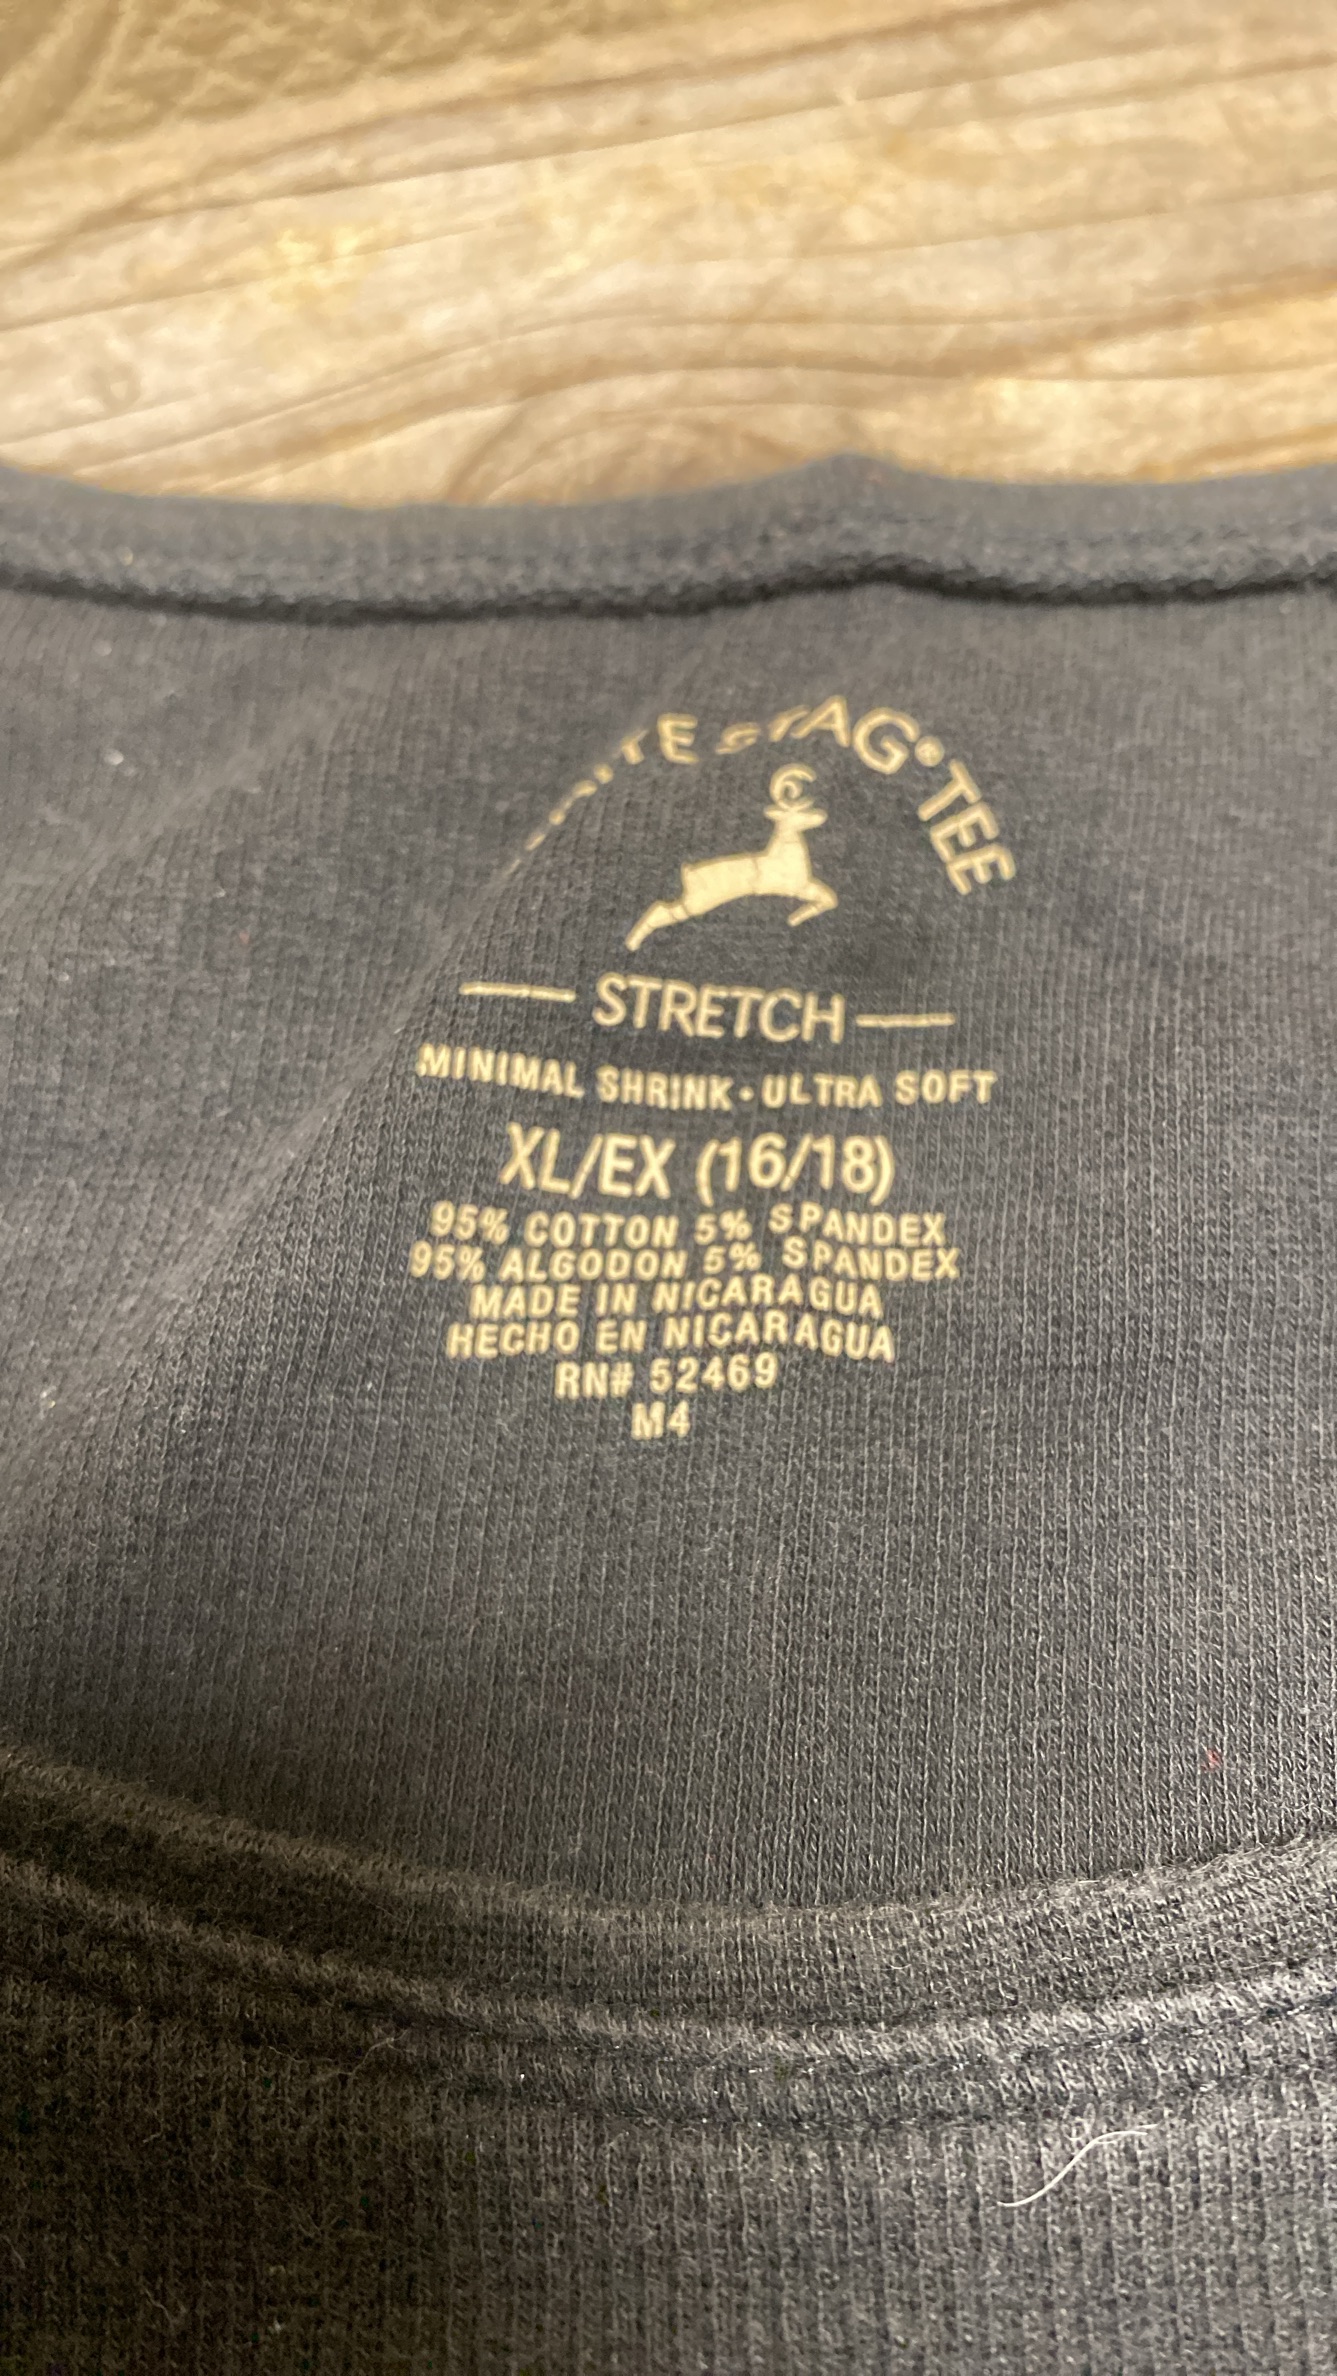 STAG® TEE
STRETCH
MINIMAL SHRINK • ULTRA SOFT
XL/EX (16/18)
95% COTTON 5% SPANDEX
95% ALGODON 5% SPANDEX
MADE IN NICARAGUA
HECHO EN NICARAGUA
RN# 52469
M4